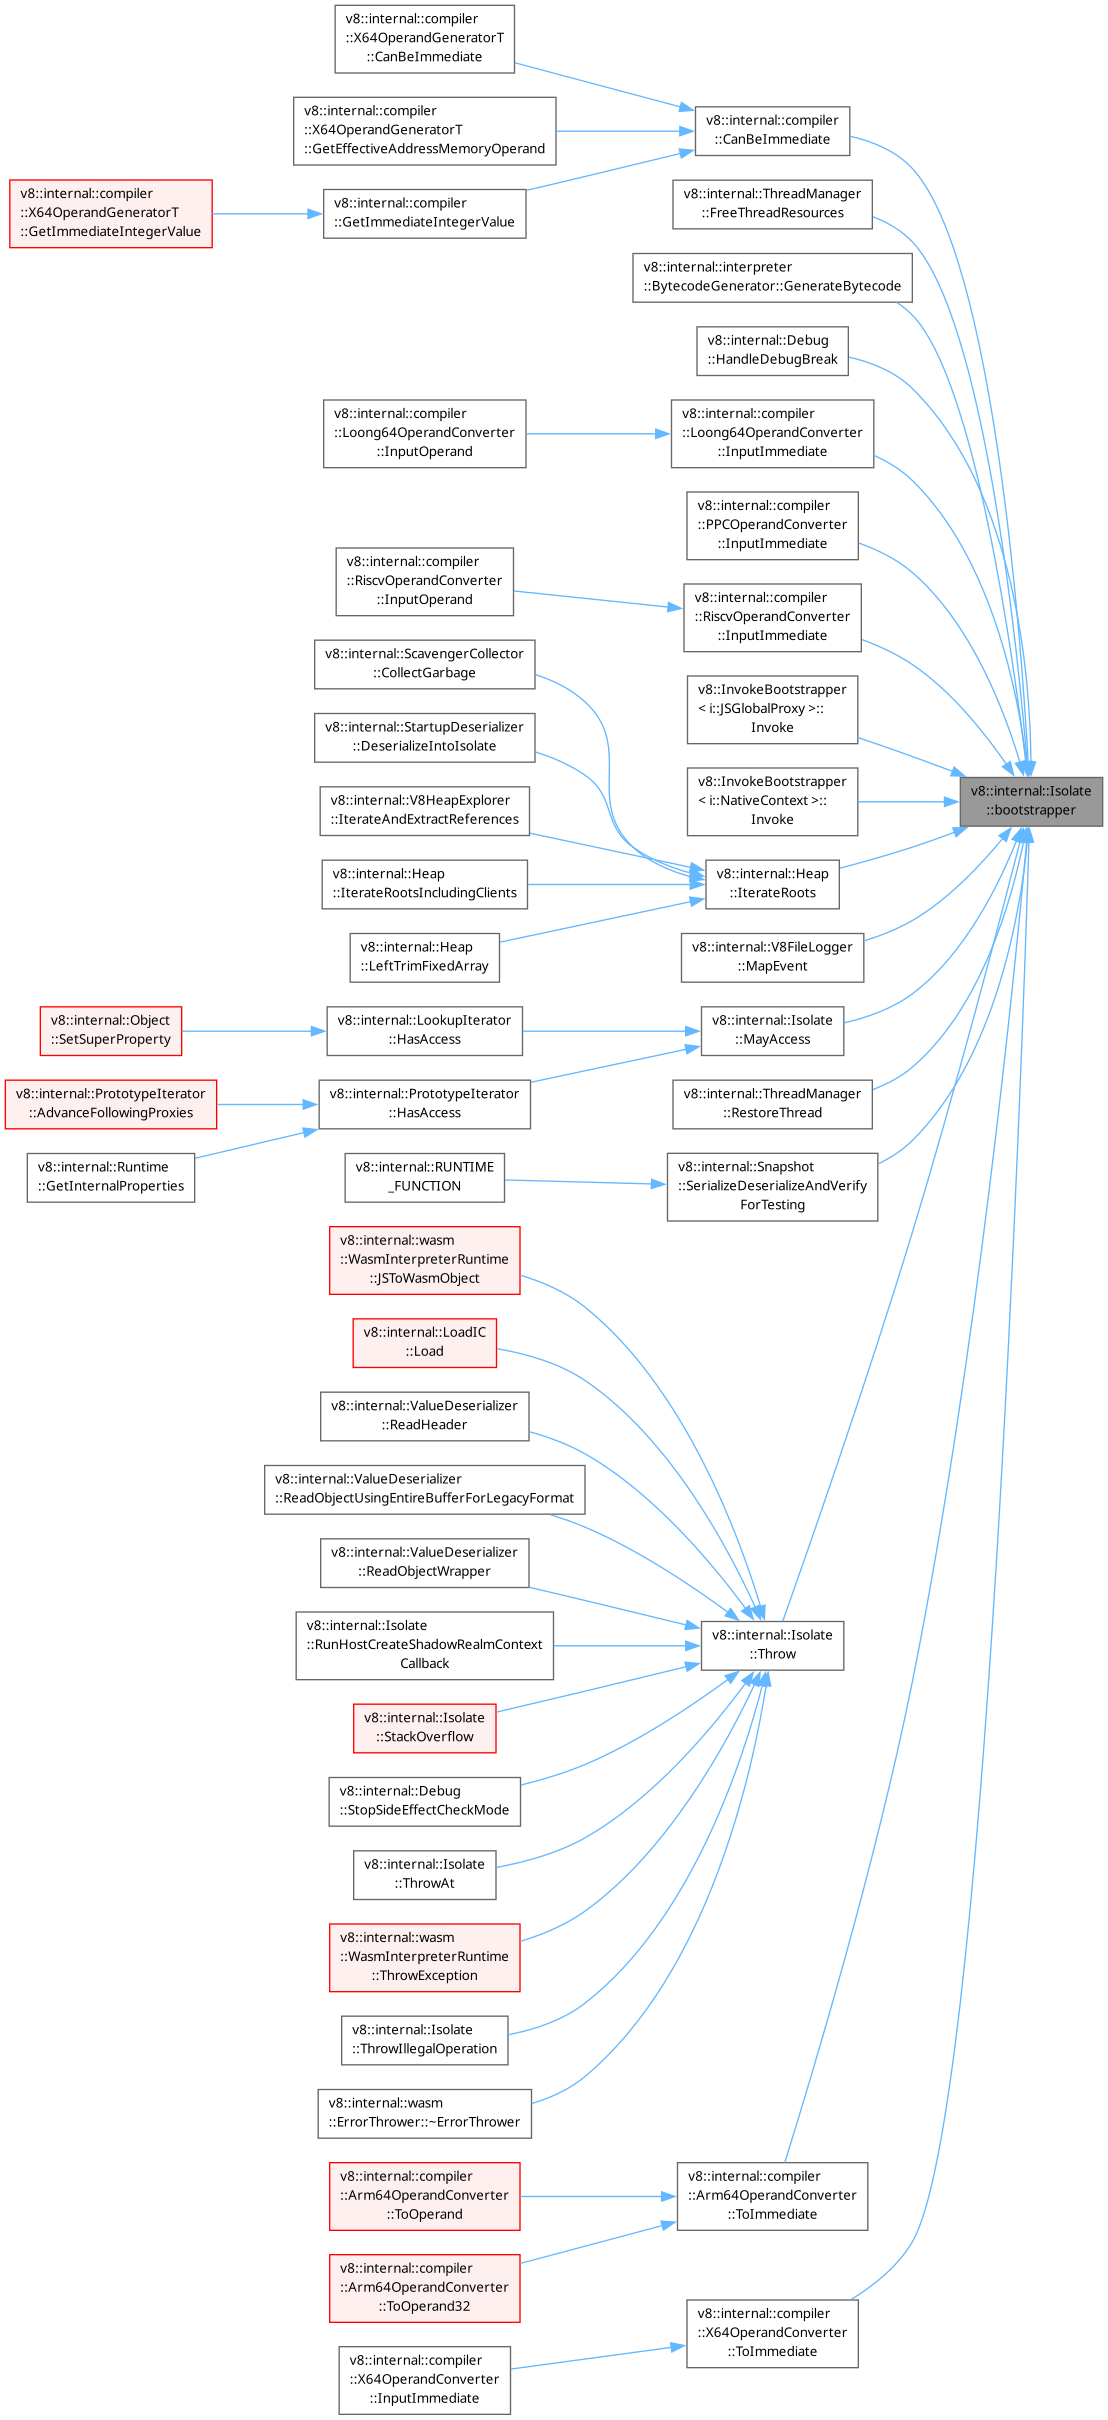 v8::internal::compiler
::X64OperandGeneratorT
::CanBeImmediate
v8::internal::compiler
::X64OperandGeneratorT
::GetEffectiveAddressMemoryOperand
v8::internal::compiler
::CanBeImmediate
v8::internal::compiler
::X64OperandGeneratorT
::GetImmediateIntegerValue
v8::internal::compiler
::GetImmediateIntegerValue
v8::internal::ThreadManager
::FreeThreadResources
v8::internal::interpreter
::BytecodeGenerator::GenerateBytecode
v8::internal::Debug
::HandleDebugBreak
v8::internal::compiler
::Loong64OperandConverter
::InputOperand
v8::internal::compiler
::Loong64OperandConverter
::InputImmediate
v8::internal::compiler
::PPCOperandConverter
::InputImmediate
v8::internal::compiler
::RiscvOperandConverter
::InputOperand
v8::internal::compiler
::RiscvOperandConverter
::InputImmediate
v8::internal::ScavengerCollector
::CollectGarbage
v8::InvokeBootstrapper
< i::JSGlobalProxy >::
Invoke
v8::internal::StartupDeserializer
::DeserializeIntoIsolate
v8::InvokeBootstrapper
< i::NativeContext >::
Invoke
v8::internal::Isolate
::bootstrapper
v8::internal::V8HeapExplorer
::IterateAndExtractReferences
v8::internal::Heap
::IterateRootsIncludingClients
v8::internal::Heap
::IterateRoots
v8::internal::Heap
::LeftTrimFixedArray
v8::internal::V8FileLogger
::MapEvent
v8::internal::Object
::SetSuperProperty
v8::internal::LookupIterator
::HasAccess
v8::internal::Isolate
::MayAccess
v8::internal::PrototypeIterator
::AdvanceFollowingProxies
v8::internal::PrototypeIterator
::HasAccess
v8::internal::ThreadManager
::RestoreThread
v8::internal::Runtime
::GetInternalProperties
v8::internal::RUNTIME
_FUNCTION
v8::internal::Snapshot
::SerializeDeserializeAndVerify
ForTesting
v8::internal::wasm
::WasmInterpreterRuntime
::JSToWasmObject
v8::internal::LoadIC
::Load
v8::internal::ValueDeserializer
::ReadHeader
v8::internal::ValueDeserializer
::ReadObjectUsingEntireBufferForLegacyFormat
v8::internal::ValueDeserializer
::ReadObjectWrapper
v8::internal::Isolate
::RunHostCreateShadowRealmContext
Callback
v8::internal::Isolate
::Throw
v8::internal::Isolate
::StackOverflow
v8::internal::Debug
::StopSideEffectCheckMode
v8::internal::Isolate
::ThrowAt
v8::internal::wasm
::WasmInterpreterRuntime
::ThrowException
v8::internal::Isolate
::ThrowIllegalOperation
v8::internal::wasm
::ErrorThrower::~ErrorThrower
v8::internal::compiler
::Arm64OperandConverter
::ToOperand
v8::internal::compiler
::Arm64OperandConverter
::ToImmediate
v8::internal::compiler
::Arm64OperandConverter
::ToOperand32
v8::internal::compiler
::X64OperandConverter
::ToImmediate
v8::internal::compiler
::X64OperandConverter
::InputImmediate